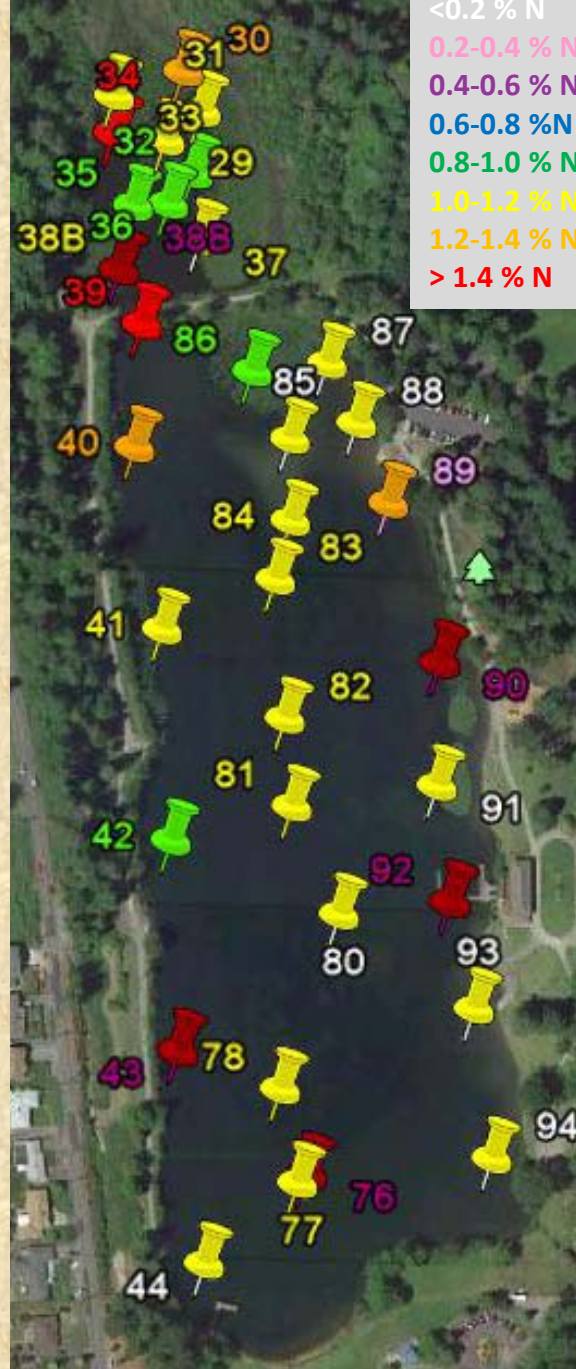 <0.2 % N
0.2-0.4 % N
0.4-0.6 % N
0.6-0.8 %N
0.8-1.0 % N
1.0-1.2 % N
1.2-1.4 % N
> 1.4 % N
31 30
34
32 33
35 29
38B 36 38B
37
39
86 87
85 88
40 89
84 83
41
82 90
81
91
42
92
80 93
43 78
94
76
77
44